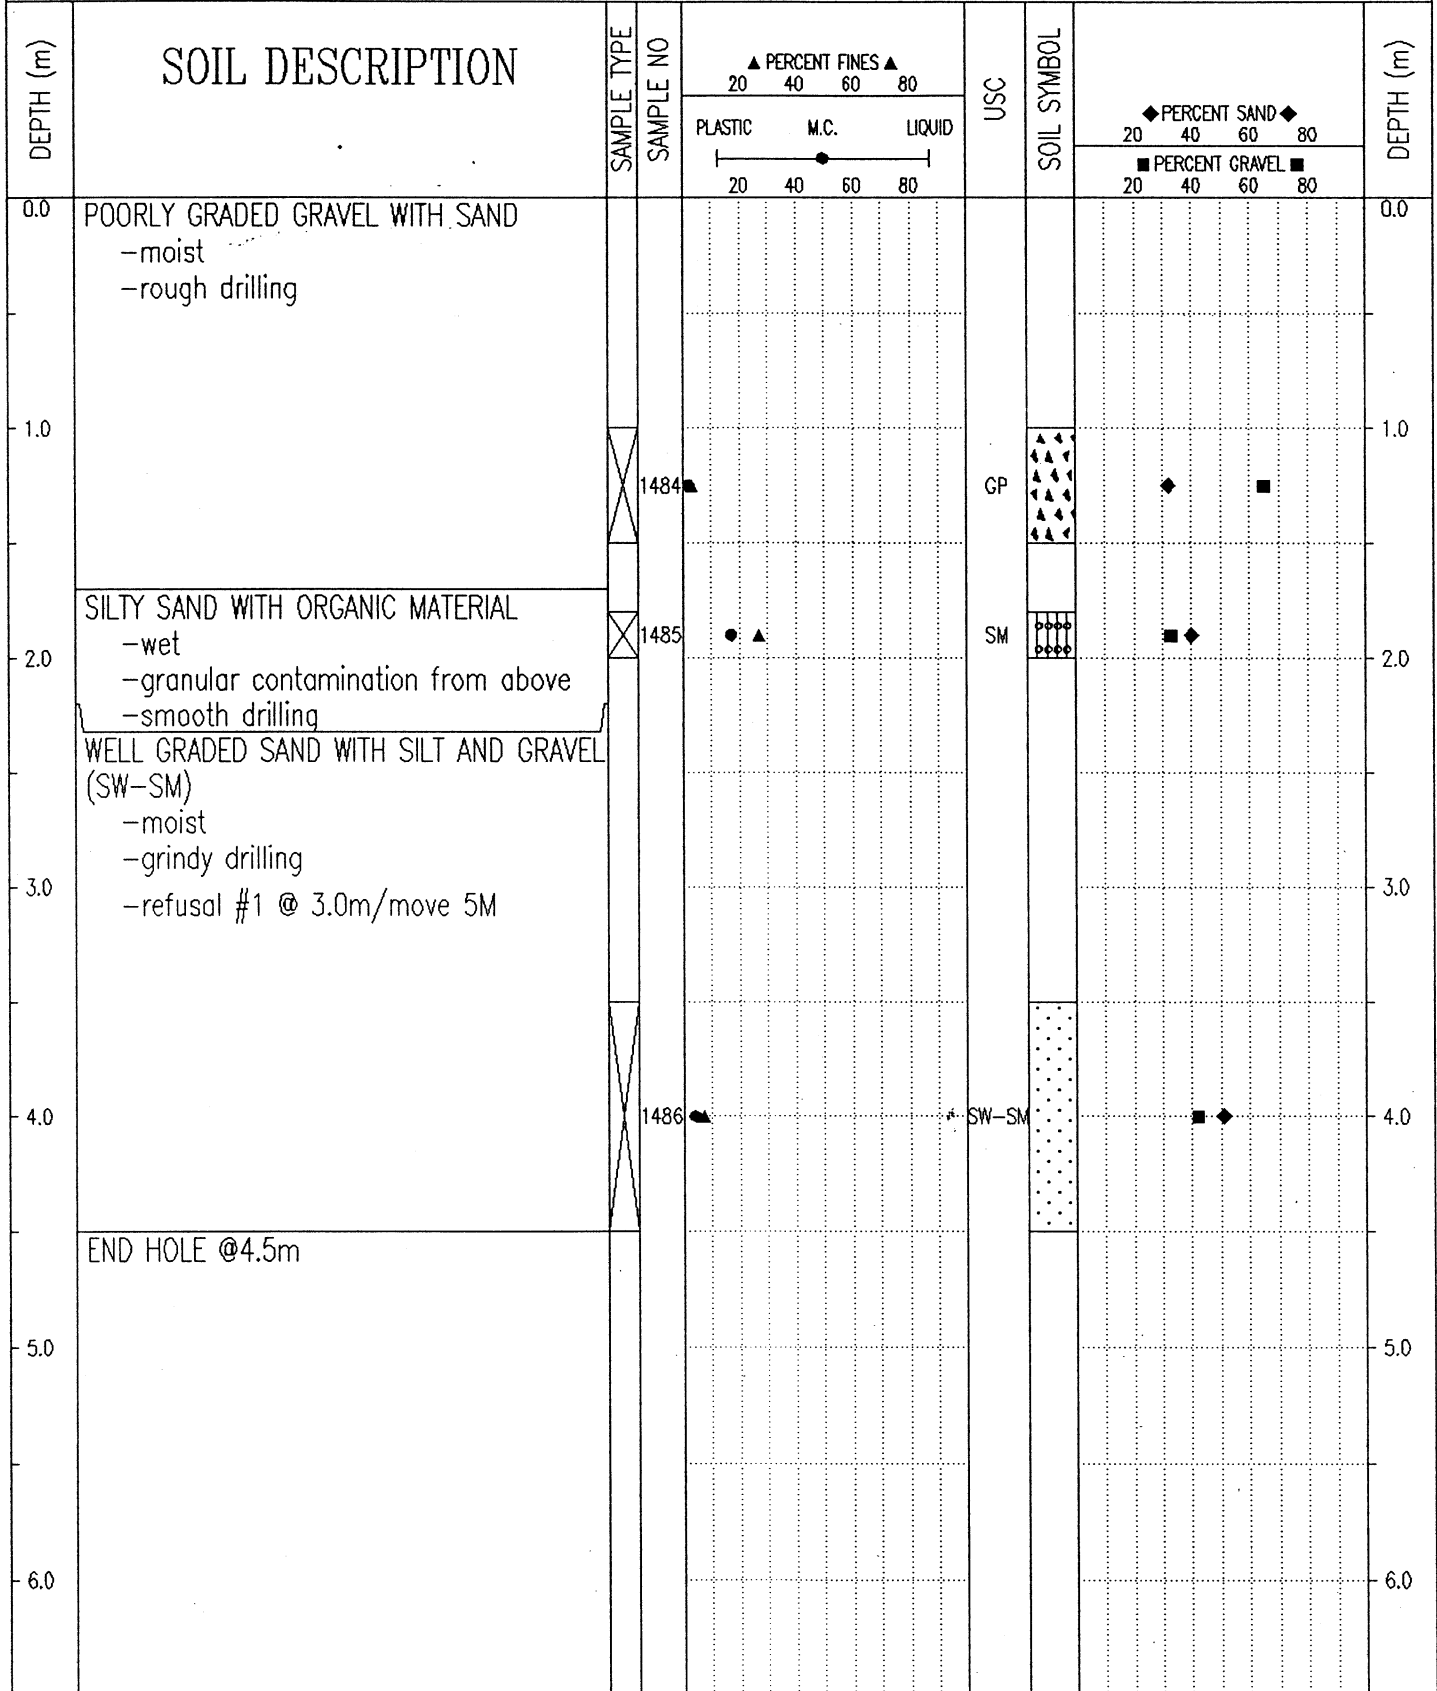 DEPTH (m)
SOIL DESCRIPTION
SAMPLE TYPE
SAMPLE NO
▲ PERCENT FINES ▲
20 40 60 80
PLASTIC M.C. LIQUID
20 40 60 80
USC
SOIL SYMBOL
◆PERCENT SAND◆
20 40 60 80
■ PERCENT GRAVEL ■
20 40 60 80
DEPTH (m)
0.0 POORLY GRADED GRAVEL WITH SAND 0.0
-moist
-rough drilling
1.0 1.0
1484 GP
SILTY SAND WITH ORGANIC MATERIAL
-wet 1485 SM
2.0 2.0
-granular contamination from above
-smooth drilling
WELL GRADED SAND WITH SILT AND GRAVEL
(SW-SM)
-moist
-grindy drilling
3.0 3.0
-refusal #1 @ 3.0m/move 5M
4.0 1486 SW-SM 4.0
END HOLE @4.5m
5.0 5.0
6.0 6.0